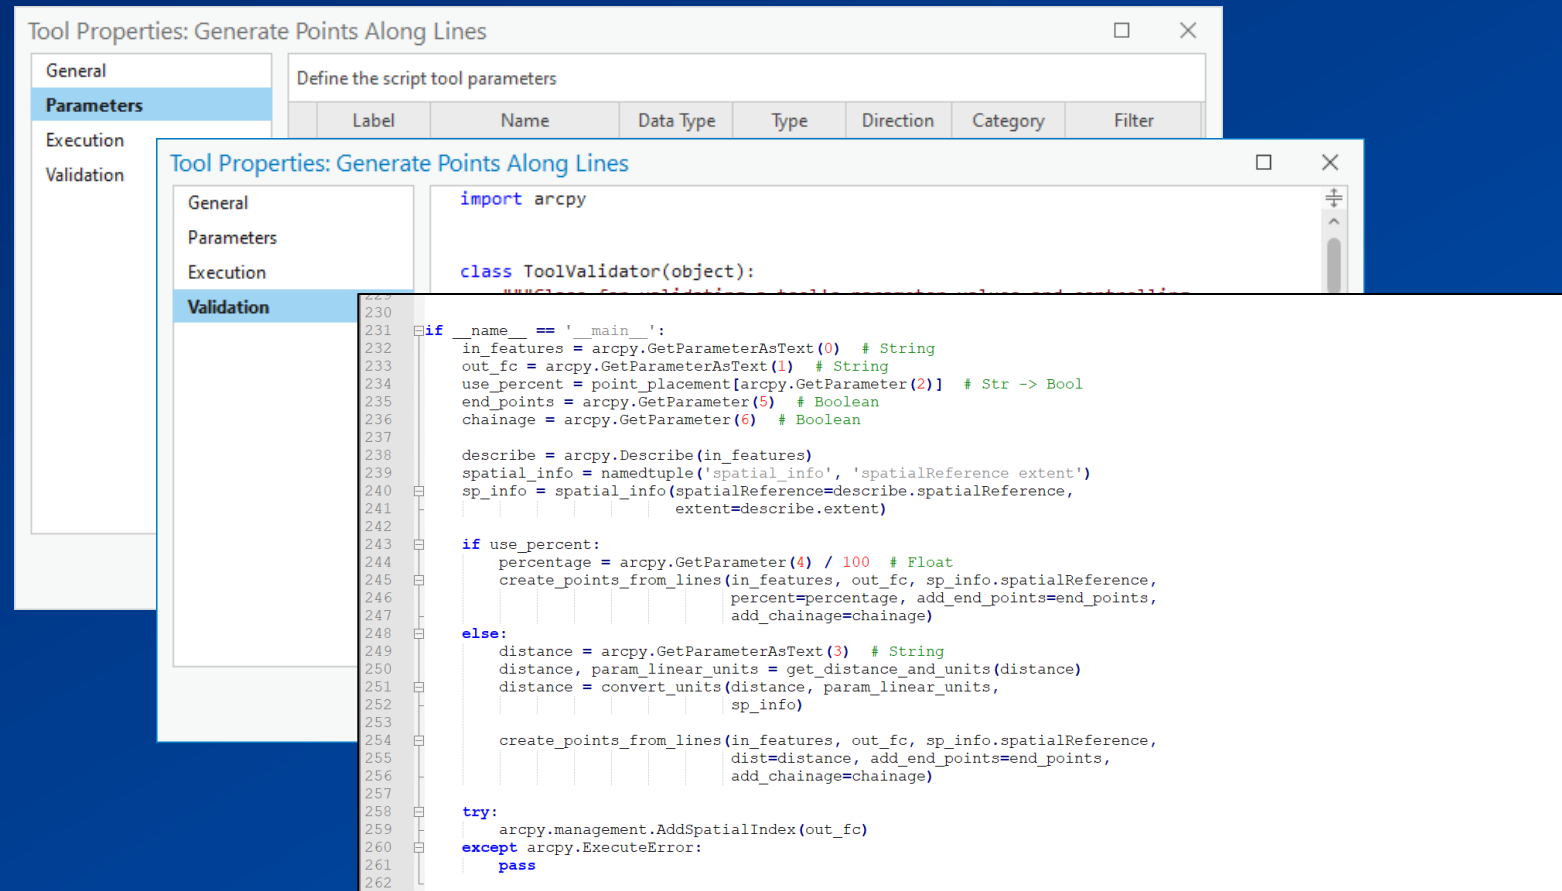 Tool Properties: Generate Points Along Lines
General
Parameters
Execution
Validation
Define the script tool parameters
Label Name Data Type Type Direction Category Filter
Tool Properties: Generate Points Along Lines
General
Parameters
Execution
Validation
import arcpy
class ToolValidator(object):
"""Class for validating a tool's parameter values and controlling
229
230
231 if __name__ == '__main__':
232 in_features = arcpy.GetParameterAsText(0)  # String
233 out_fc = arcpy.GetParameterAsText(1)  # String
234 use_percent = point_placement[arcpy.GetParameter(2)]  # Str -> Bool
235 end_points = arcpy.GetParameter(5)  # Boolean
236 chainage = arcpy.GetParameter(6)  # Boolean
237
238 describe = arcpy.Describe(in_features)
239 spatial_info = namedtuple('spatial_info', 'spatialReference extent')
240 sp_info = spatial_info(spatialReference=describe.spatialReference,
241 extent=describe.extent)
242
243 if use_percent:
244 percentage = arcpy.GetParameter(4) / 100  # Float
245 create_points_from_lines(in_features, out_fc, sp_info.spatialReference,
246 percent=percentage, add_end_points=end_points,
247 add_chainage=chainage)
248 else:
249 distance = arcpy.GetParameterAsText(3)  # String
250 distance, param_linear_units = get_distance_and_units(distance)
251 distance = convert_units(distance, param_linear_units,
252 sp_info)
253
254 create_points_from_lines(in_features, out_fc, sp_info.spatialReference,
255 dist=distance, add_end_points=end_points,
256 add_chainage=chainage)
257
258 try:
259 arcpy.management.AddSpatialIndex(out_fc)
260 except arcpy.ExecuteError:
261 pass
262